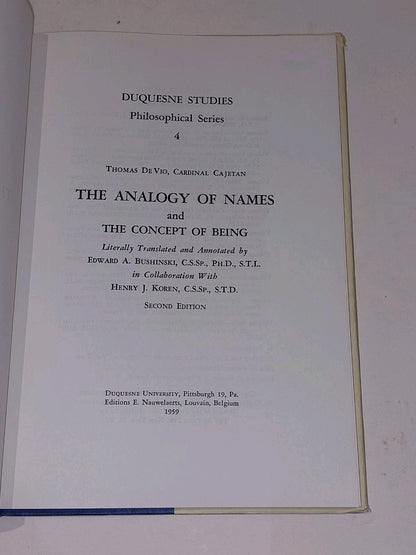 DUQUESNE STUDIES
Philosophical Series
4
THOMAS DE VIO, CARDINAL CAJETAN
THE ANALOGY OF NAMES
and
THE CONCEPT OF BEING
Literally Translated and Annotated by
EDWARD A. BUSHINSKI, C.S.SP., PH.D., S.T.L.
in Collaboration With
HENRY J. KOREN, C.S.SP., S.T.D.
SECOND EDITION
DUQUESNE UNIVERSITY, Pittsburgh 19, Pa.
Editions E. Nauwelaerts, Louvain, Belgium
1959